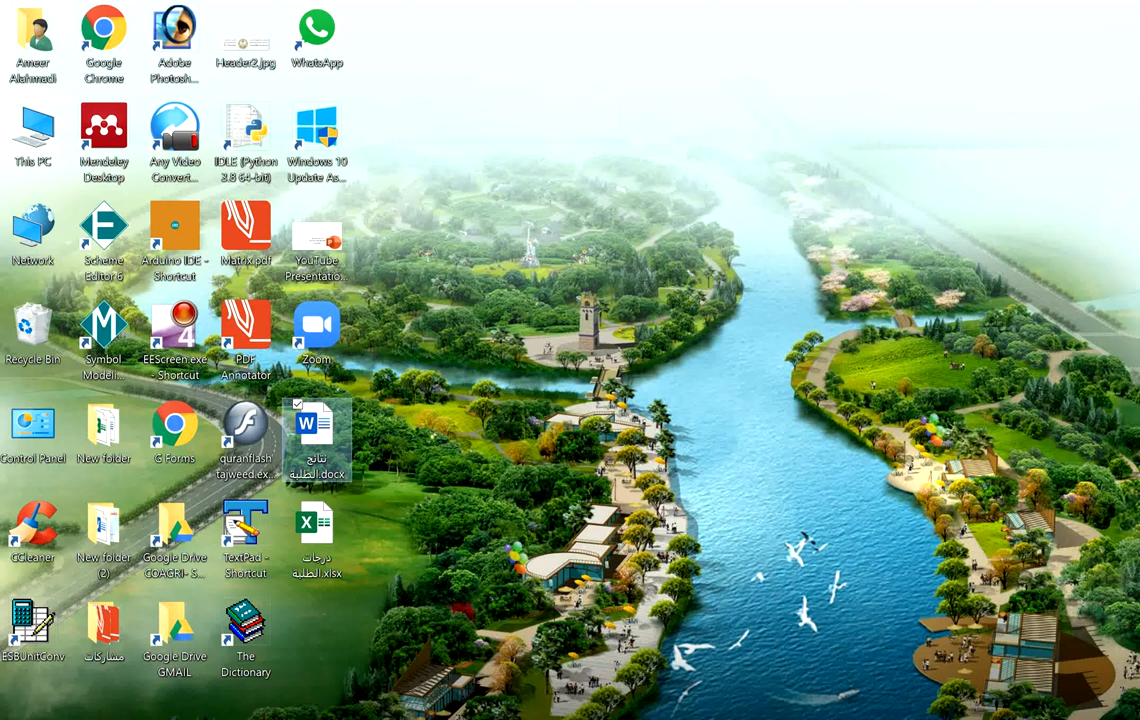 Ameer
Alahmadi
Google
Chrome
Adobe
Photosh...
Header2.jpg
WhatsApp
This PC
Mendeley
Desktop
Any Video
Convert...
IDLE (Python
3.8 64-bit)
Windows 10
Update As...
Network
Scheme
Editor 6
Arduino IDE -
Shortcut
Matrix.pdf
YouTube
Presentatio...
Recycle Bin
Symbol
Modeli...
EEScreen.exe
- Shortcut
PDF
Annotator
Zoom
Control Panel
New folder
G Forms
quranflash
tajweed.ex...
نتائج
الطلبة.docx
CCleaner
New folder
(2)
Google Drive
COAGRI- S...
TextPad -
Shortcut
درجات
الطلبة.xlsx
ESBUnitConv
مشاركات
Google Drive
GMAIL
The
Dictionary